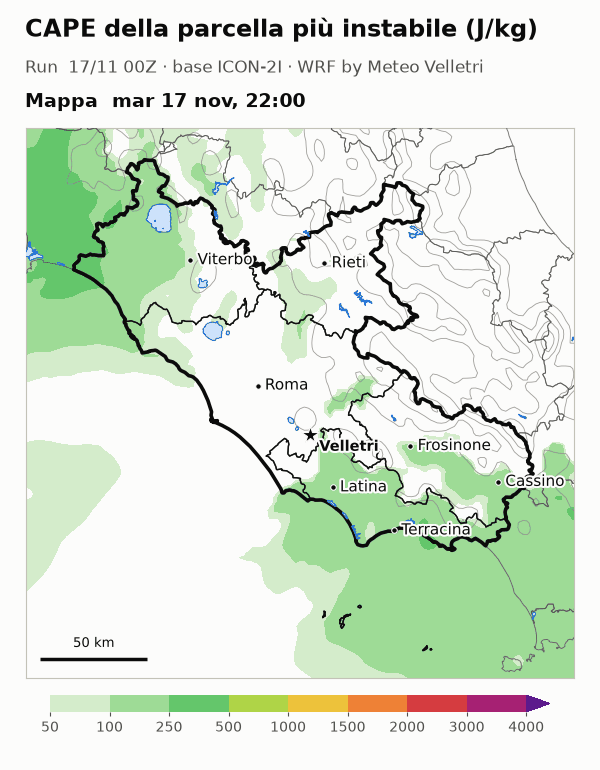 CAPE della parcella più instabile (J/kg)
Run 17/11 00Z · base ICON-2I · WRF by Meteo Velletri
Mappa mar 17 nov, 22:00
Viterbo
Rieti
Roma
Velletri
Frosinone
Cassino
Latina
Terracina
50 km
50 100 250 500 1000 1500 2000 3000 4000